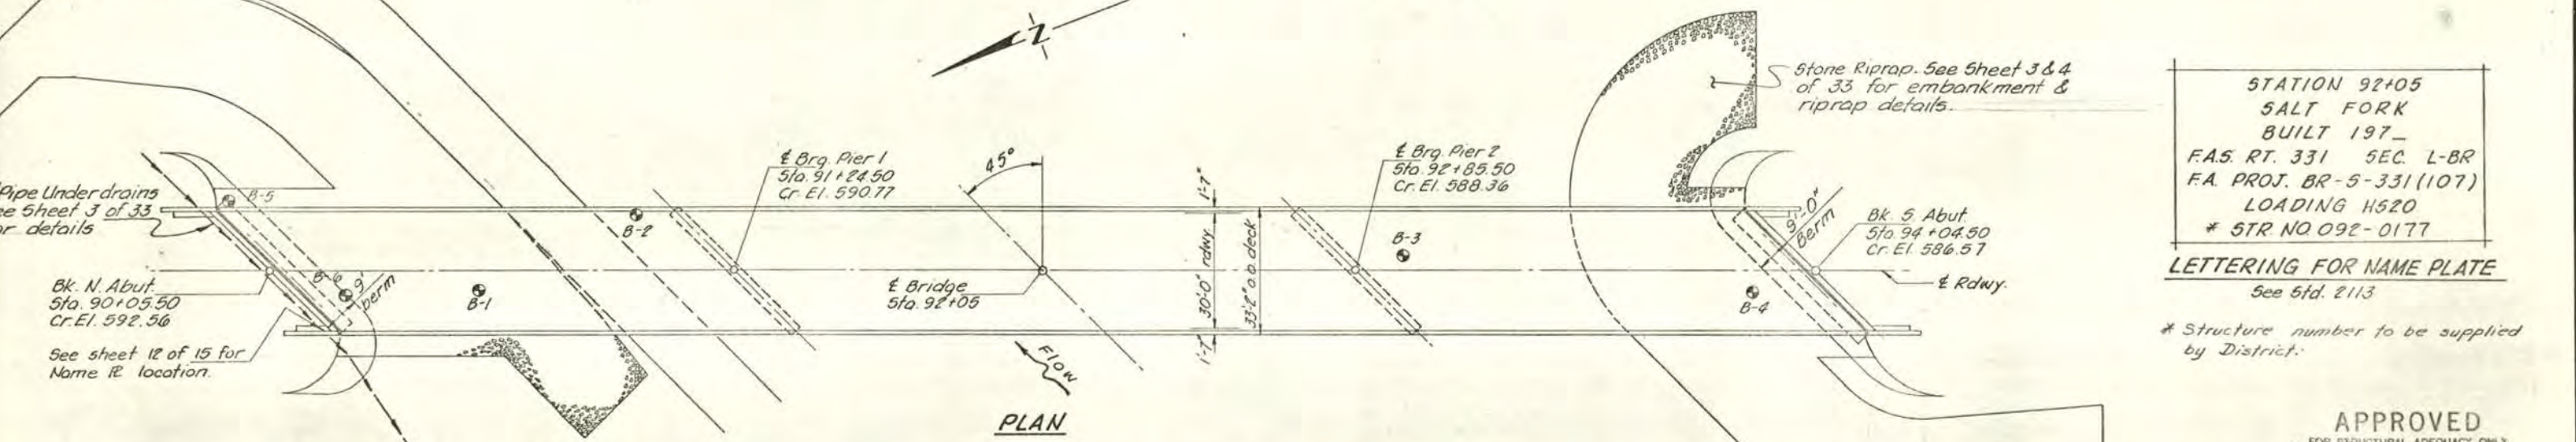 N
Stone Riprap. See Sheet 3 & 4
of 33 for embankment &
riprap details.
STATION 92+05
SALT FORK
BUILT 197_
F.A.S. RT. 331 SEC. L-BR
F.A. PROJ. BR-S-331(107)
LOADING HS20
* STR. NO. 092-0177
LETTERING FOR NAME PLATE
See Std. 2113
* Structure number to be supplied
by District.
Pipe Underdrains
See Sheet 3 of 33
for details
B-5
B-2
℄ Brg. Pier 1
Sta. 91+24.50
Cr. El. 590.77
45°
1'-7"
30'-0" rdwy.
33'-2" o.o. deck
1'-7"
℄ Brg. Pier 2
Sta. 92+85.50
Cr. El. 588.36
B-3
9'-0"±
Berm
Bk. S. Abut.
Sta. 94+04.50
Cr. El. 586.57
℄ Rdwy.
Bk. N. Abut.
Sta. 90+05.50
Cr. El. 592.56
B-6
9'
berm
B-1
℄ Bridge
Sta. 92+05
B-4
See sheet 12 of 15 for
Name ℄ location.
FLOW
PLAN
APPROVED
FOR STRUCTURAL ADEQUACY ONLY